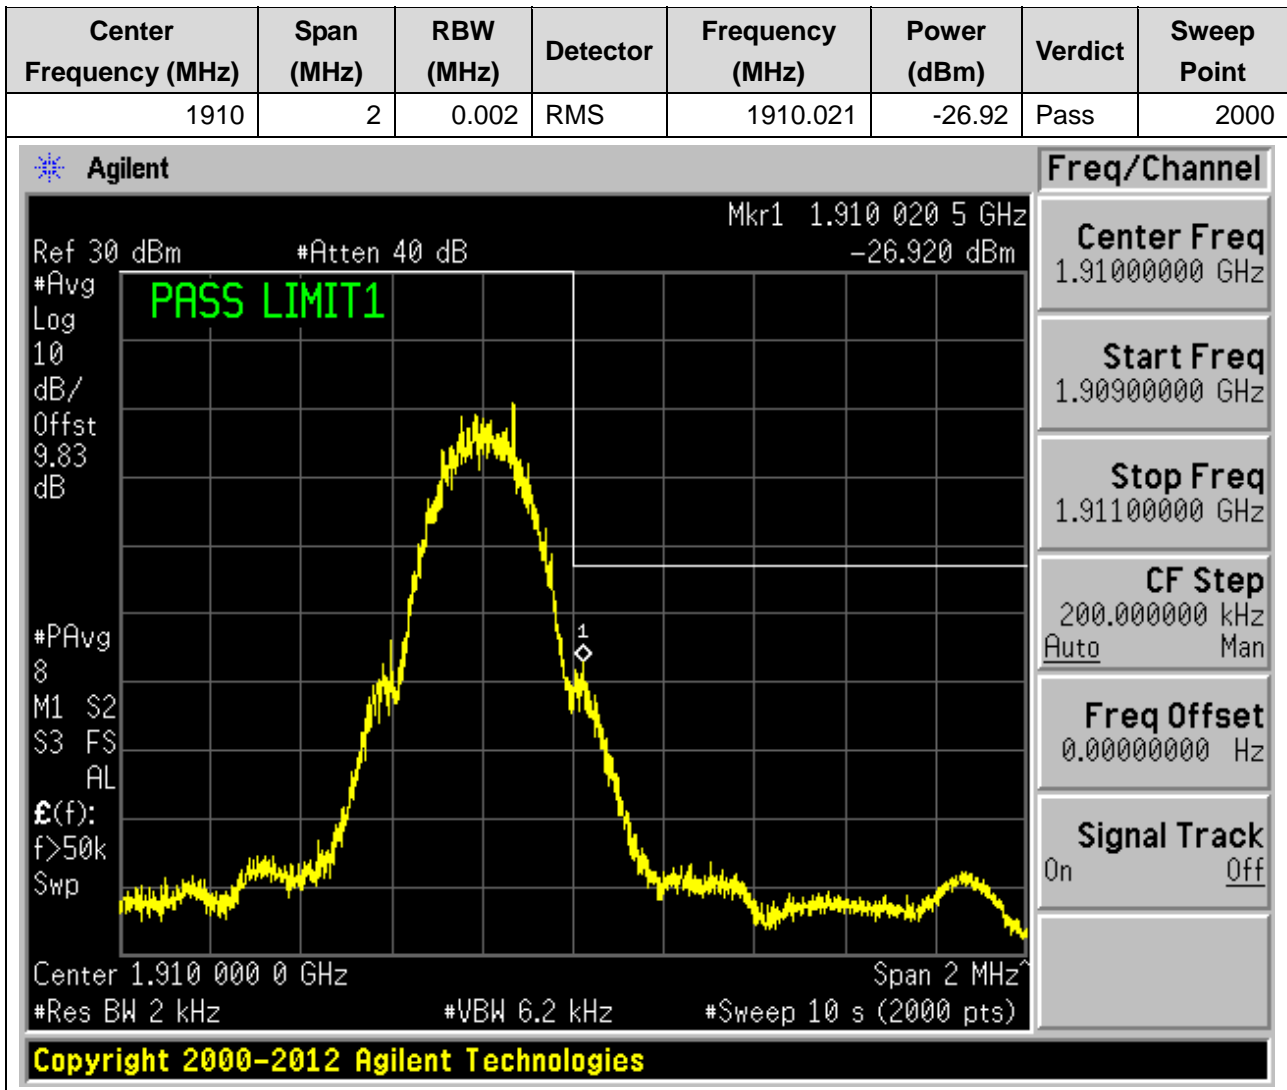 Center Frequency (MHz) Span (MHz) RBW (MHz) Detector Frequency (MHz) Power (dBm) Verdict Sweep Point
1910 2 0.002 RMS 1910.021 -26.92 Pass 2000
Agilent
Freq/Channel
Mkr1 1.910 020 5 GHz
Ref 30 dBm #Atten 40 dB -26.920 dBm
#Avg
Log
10
dB/
Offst
9.83
dB
PASS LIMIT1
1
#PAvg
8
M1 S2
S3 FS
AL
£(f):
f>50k
Swp
Center 1.910 000 0 GHz Span 2 MHz^
#Res BW 2 kHz #VBW 6.2 kHz #Sweep 10 s (2000 pts)
Center Freq
1.91000000 GHz
Start Freq
1.90900000 GHz
Stop Freq
1.91100000 GHz
CF Step
200.000000 kHz
Auto Man
Freq Offset
0.00000000 Hz
Signal Track
On Off
Copyright 2000-2012 Agilent Technologies